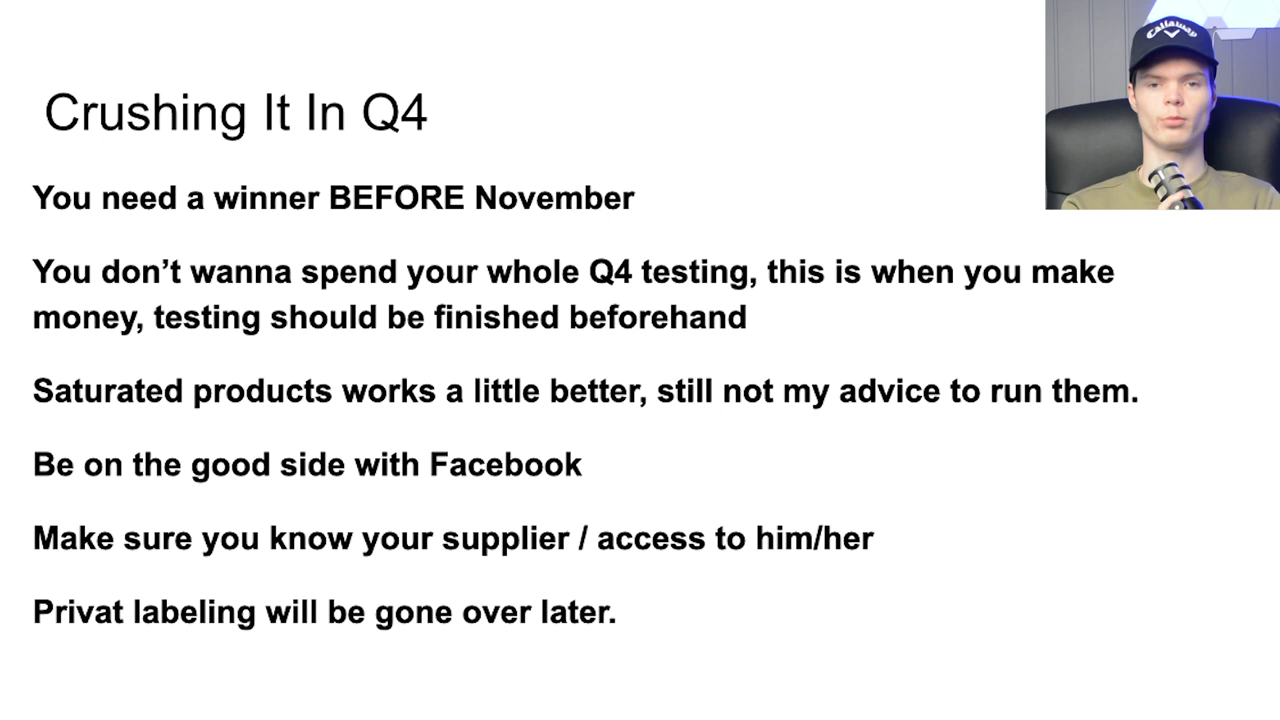 Callaway
Crushing It In Q4
You need a winner BEFORE November
You don’t wanna spend your whole Q4 testing, this is when you make
money, testing should be finished beforehand
Saturated products works a little better, still not my advice to run them.
Be on the good side with Facebook
Make sure you know your supplier / access to him/her
Privat labeling will be gone over later.